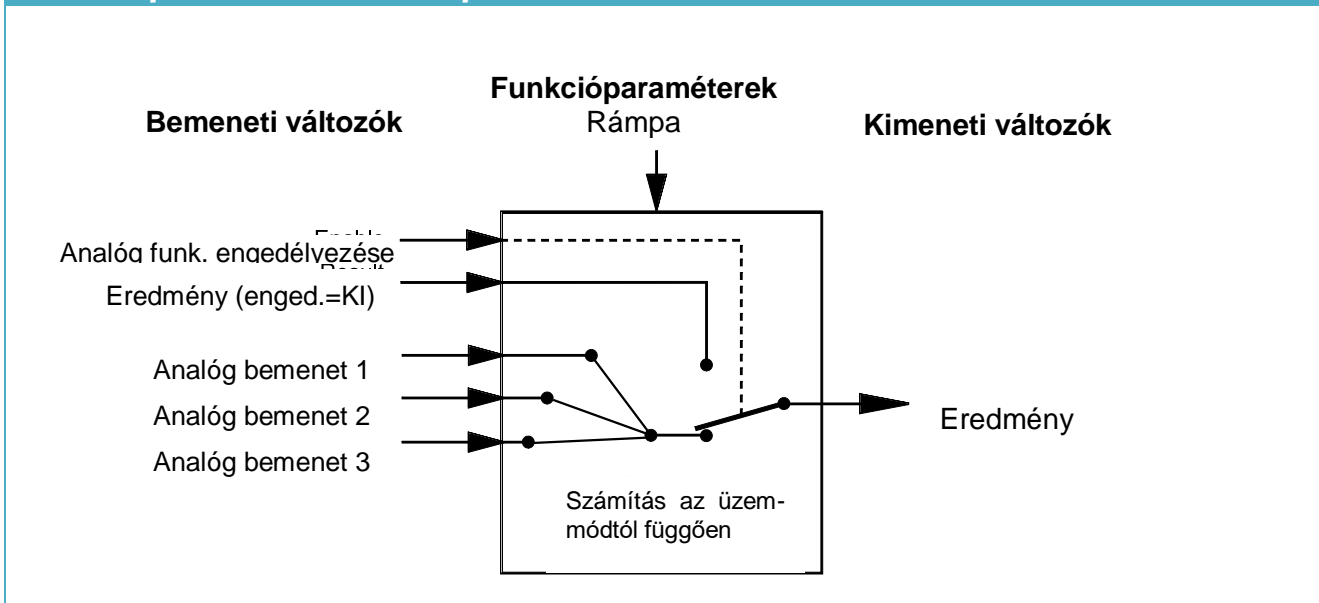 Funkcióparaméterek
Bemeneti változók
Rámpa
Kimeneti változók
Analóg funk. engedélyezése
Eredmény (enged.=KI)
Analóg bemenet 1
Analóg bemenet 2
Analóg bemenet 3
Eredmény
Számítás az üzem-
módtól függően